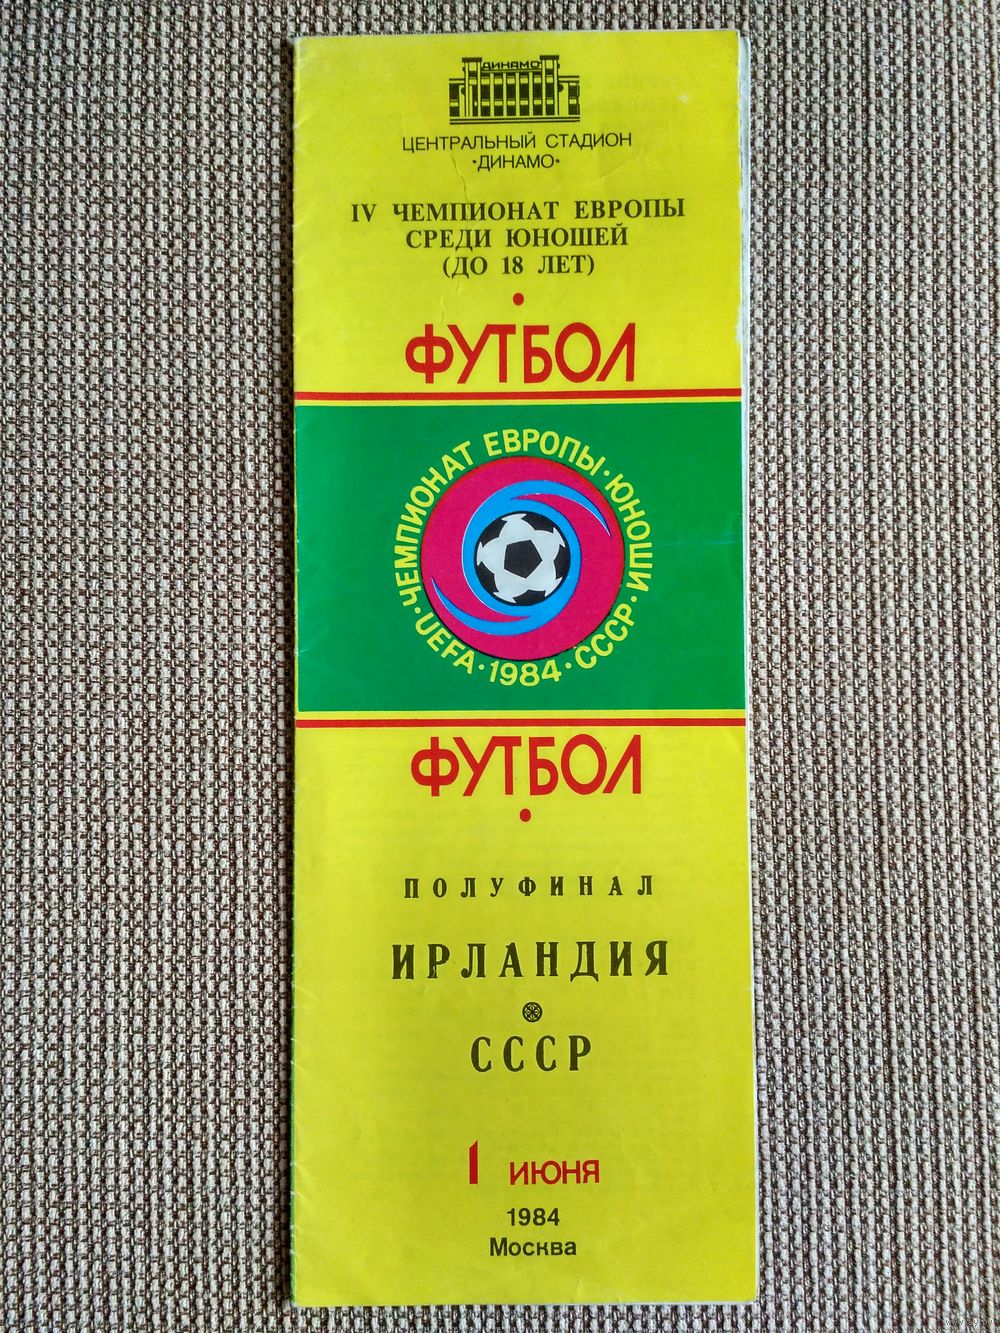 ДИНАМО
ЦЕНТРАЛЬНЫЙ СТАДИОН
•ДИНАМО•
IV ЧЕМПИОНАТ ЕВРОПЫ
СРЕДИ ЮНОШЕЙ
(ДО 18 ЛЕТ)
ФУТБОЛ
ЧЕМПИОНАТ ЕВРОПЫ·ЮНОШИ·
UEFA·1984·СССР·
ФУТБОЛ
ПОЛУФИНАЛ
ИРЛАНДИЯ
СССР
1 ИЮНЯ
1984
Москва